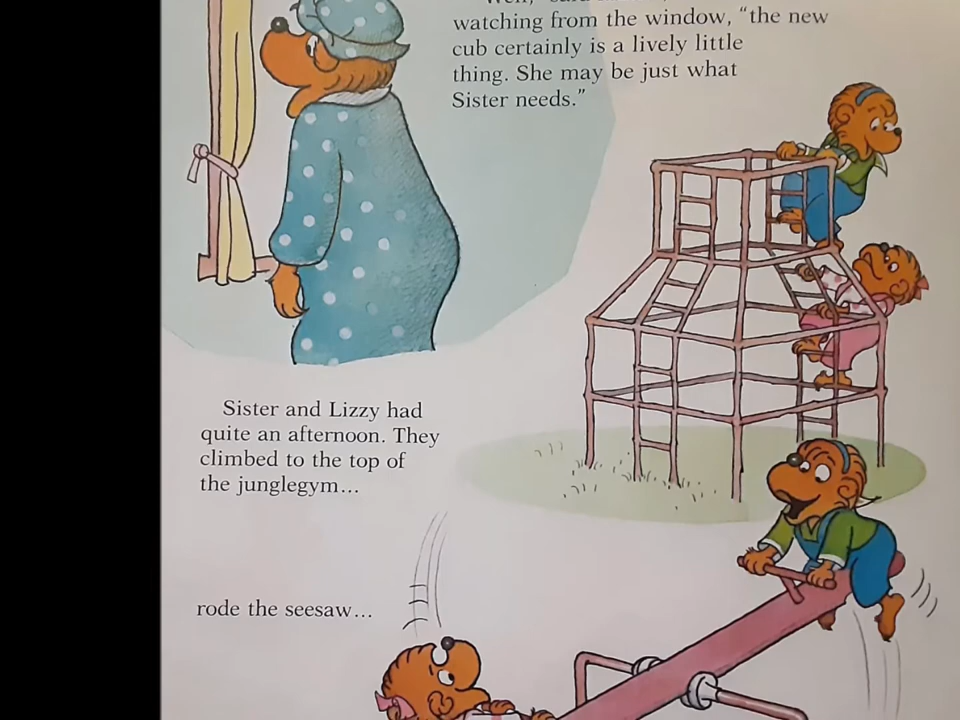 "Well,"
watching from the window, "the new
cub certainly is a lively little
thing. She may be just what
Sister needs."
Sister and Lizzy had
quite an afternoon. They
climbed to the top of
the junglegym...
rode the seesaw...